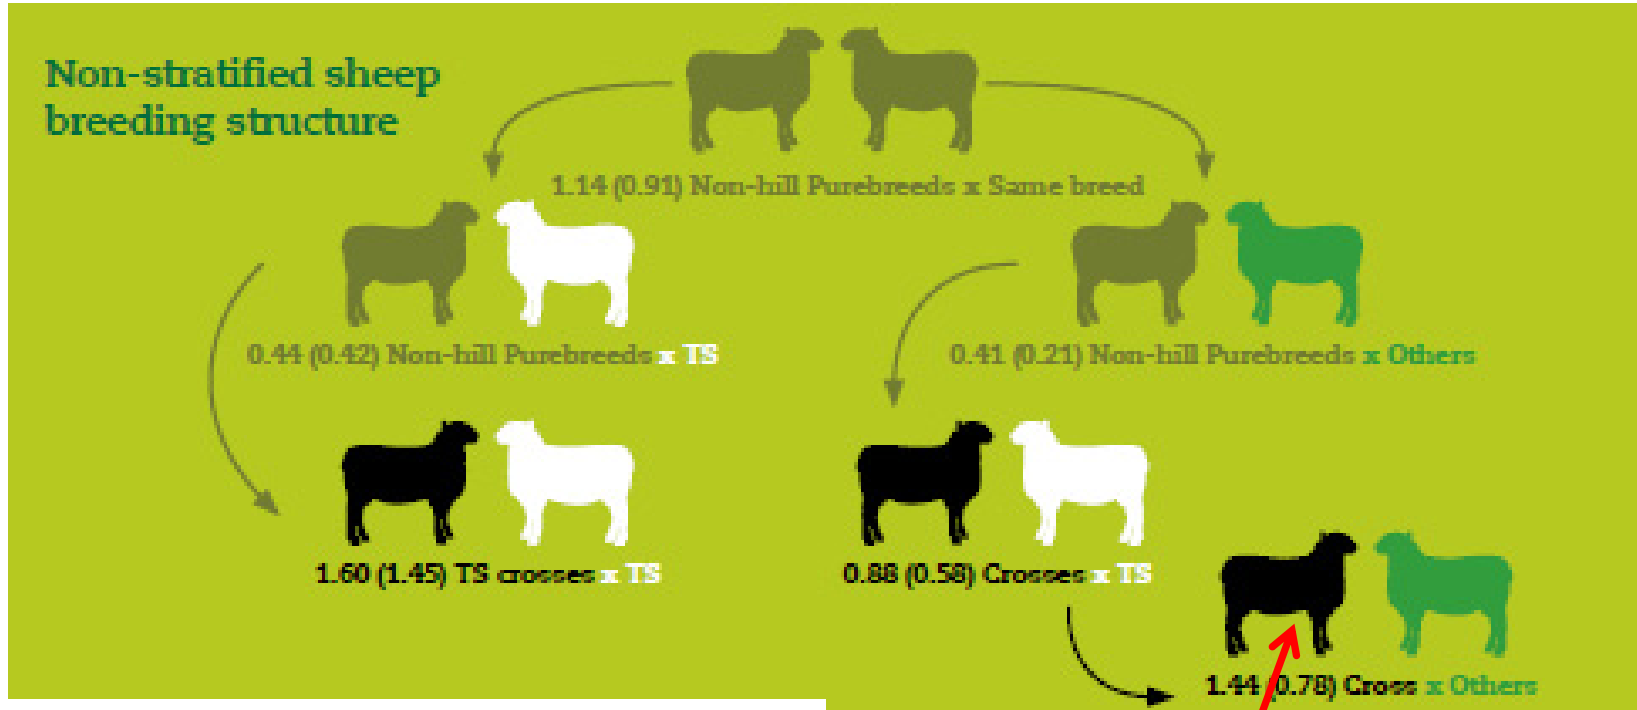 Non-stratified sheep
breeding structure
1.14 (0.91) Non-hill Purebreeds x Same breed
0.44 (0.42) Non-hill Purebreeds x TS
0.41 (0.21) Non-hill Purebreeds x Others
1.60 (1.45) TS crosses x TS
0.88 (0.58) Crosses x TS
1.44 (0.78) Cross x Others